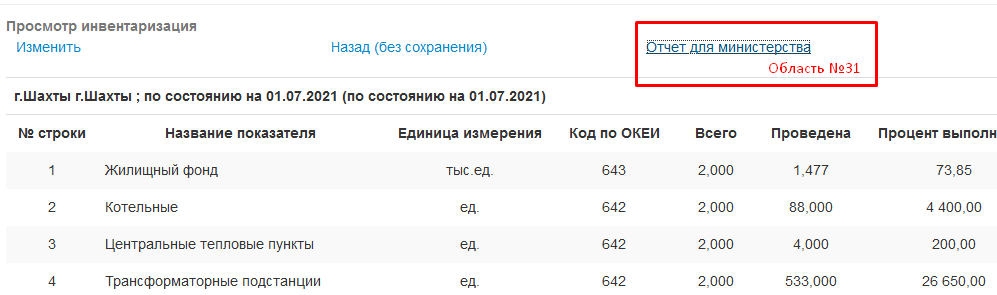 Просмотр инвентаризация
Изменить Назад (без сохранения) Отчет для министерства
Область №31
г.Шахты г.Шахты ; по состоянию на 01.07.2021 (по состоянию на 01.07.2021)
№ строки Название показателя Единица измерения Код по ОКЕИ Всего Проведена Процент выполн
1 Жилищный фонд тыс.ед. 643 2,000 1,477 73,85
2 Котельные ед. 642 2,000 88,000 4 400,00
3 Центральные тепловые пункты ед. 642 2,000 4,000 200,00
4 Трансформаторные подстанции ед. 642 2,000 533,000 26 650,00